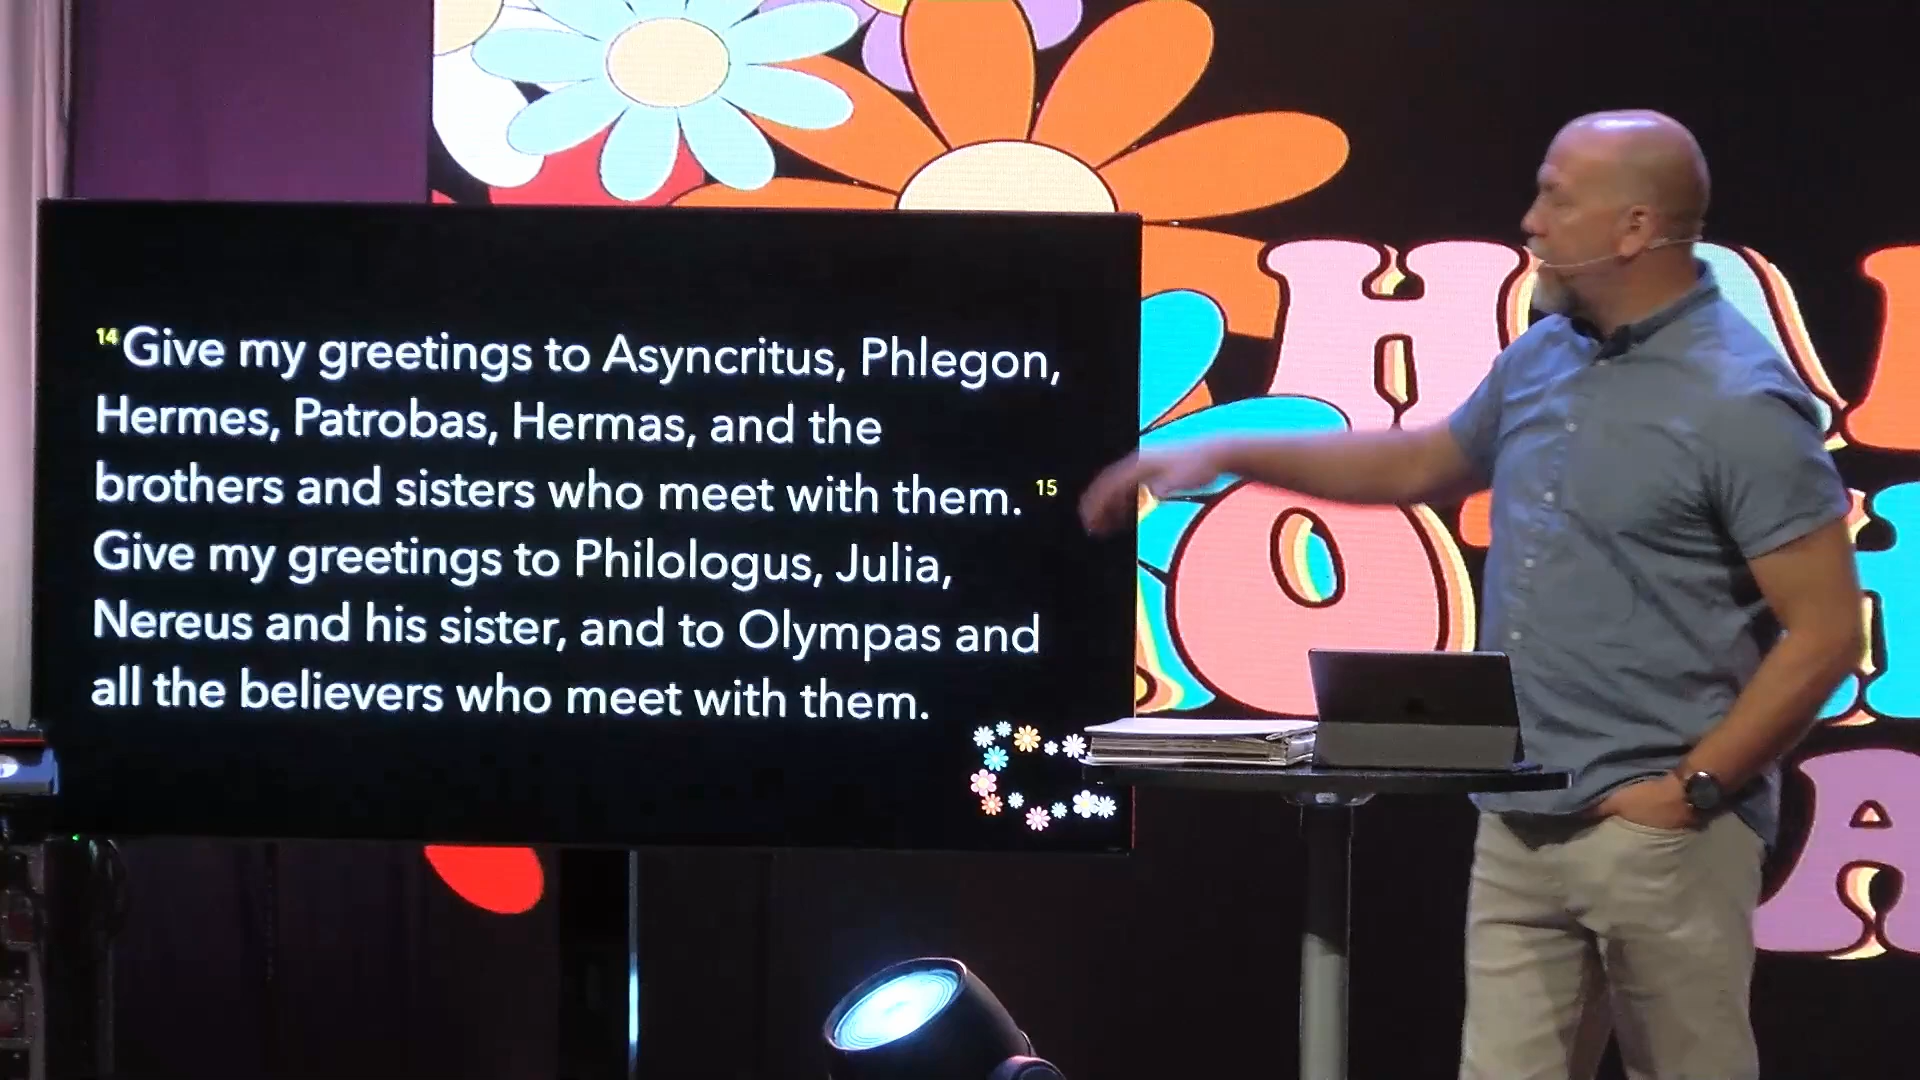 14 Give my greetings to Asyncritus, Phlegon,
Hermes, Patrobas, Hermas, and the
brothers and sisters who meet with them. 15
Give my greetings to Philologus, Julia,
Nereus and his sister, and to Olympas and
all the believers who meet with them.